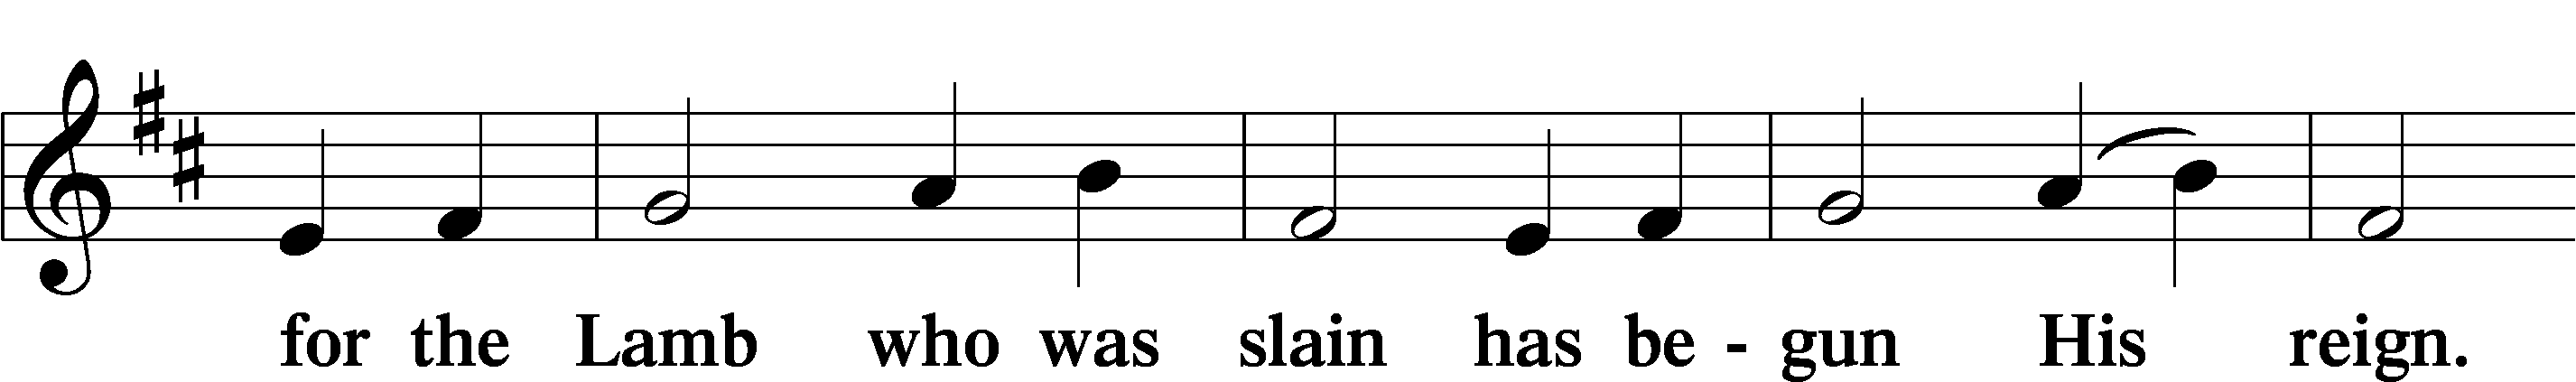 for the Lamb who was slain has be - gun His reign.